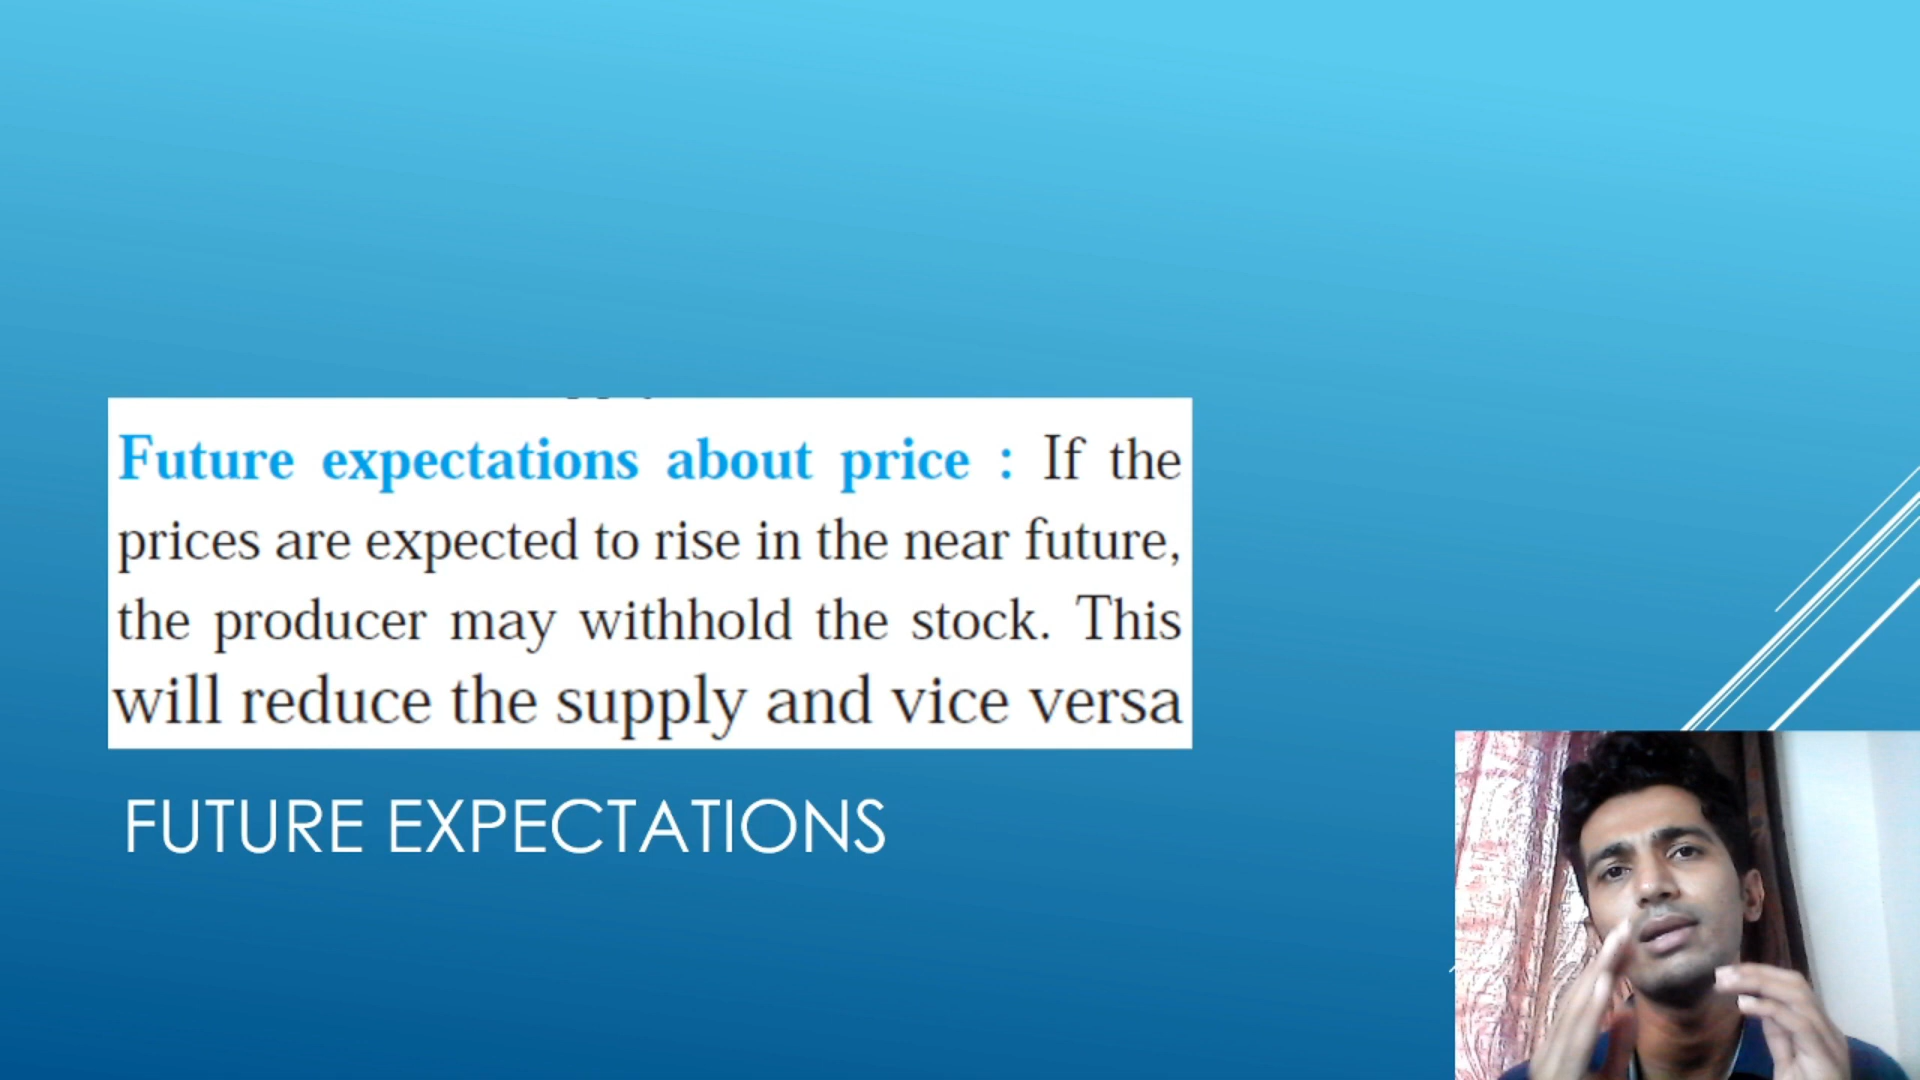 Future expectations about price : If the
prices are expected to rise in the near future,
the producer may withhold the stock. This
will reduce the supply and vice versa
FUTURE EXPECTATIONS